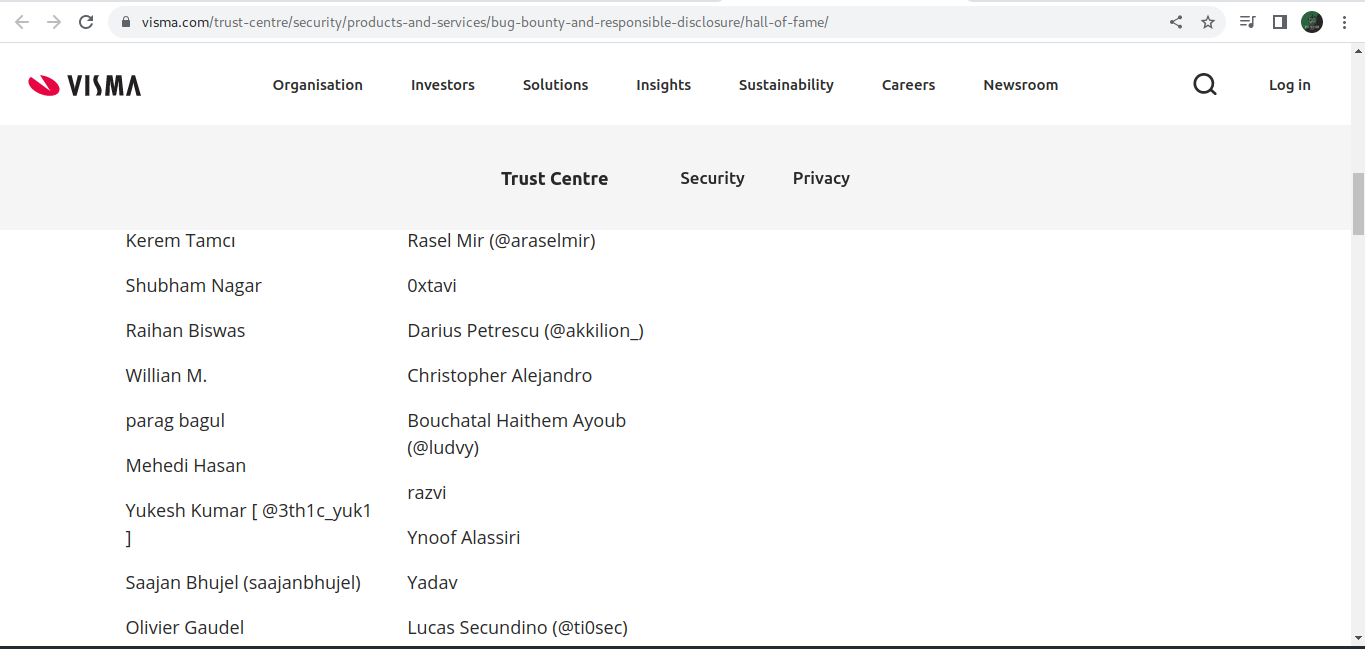 visma.com/trust-centre/security/products-and-services/bug-bounty-and-responsible-disclosure/hall-of-fame/
VISMA
Organisation
Investors
Solutions
Insights
Sustainability
Careers
Newsroom
Log in
Trust Centre
Security
Privacy
Kerem Tamcı
Shubham Nagar
Raihan Biswas
Willian M.
parag bagul
Mehedi Hasan
Yukesh Kumar [ @3th1c_yuk1
]
Saajan Bhujel (saajanbhujel)
Olivier Gaudel
Rasel Mir (@araselmir)
0xtavi
Darius Petrescu (@akkilion_)
Christopher Alejandro
Bouchatal Haithem Ayoub
(@ludvy)
razvi
Ynoof Alassiri
Yadav
Lucas Secundino (@ti0sec)